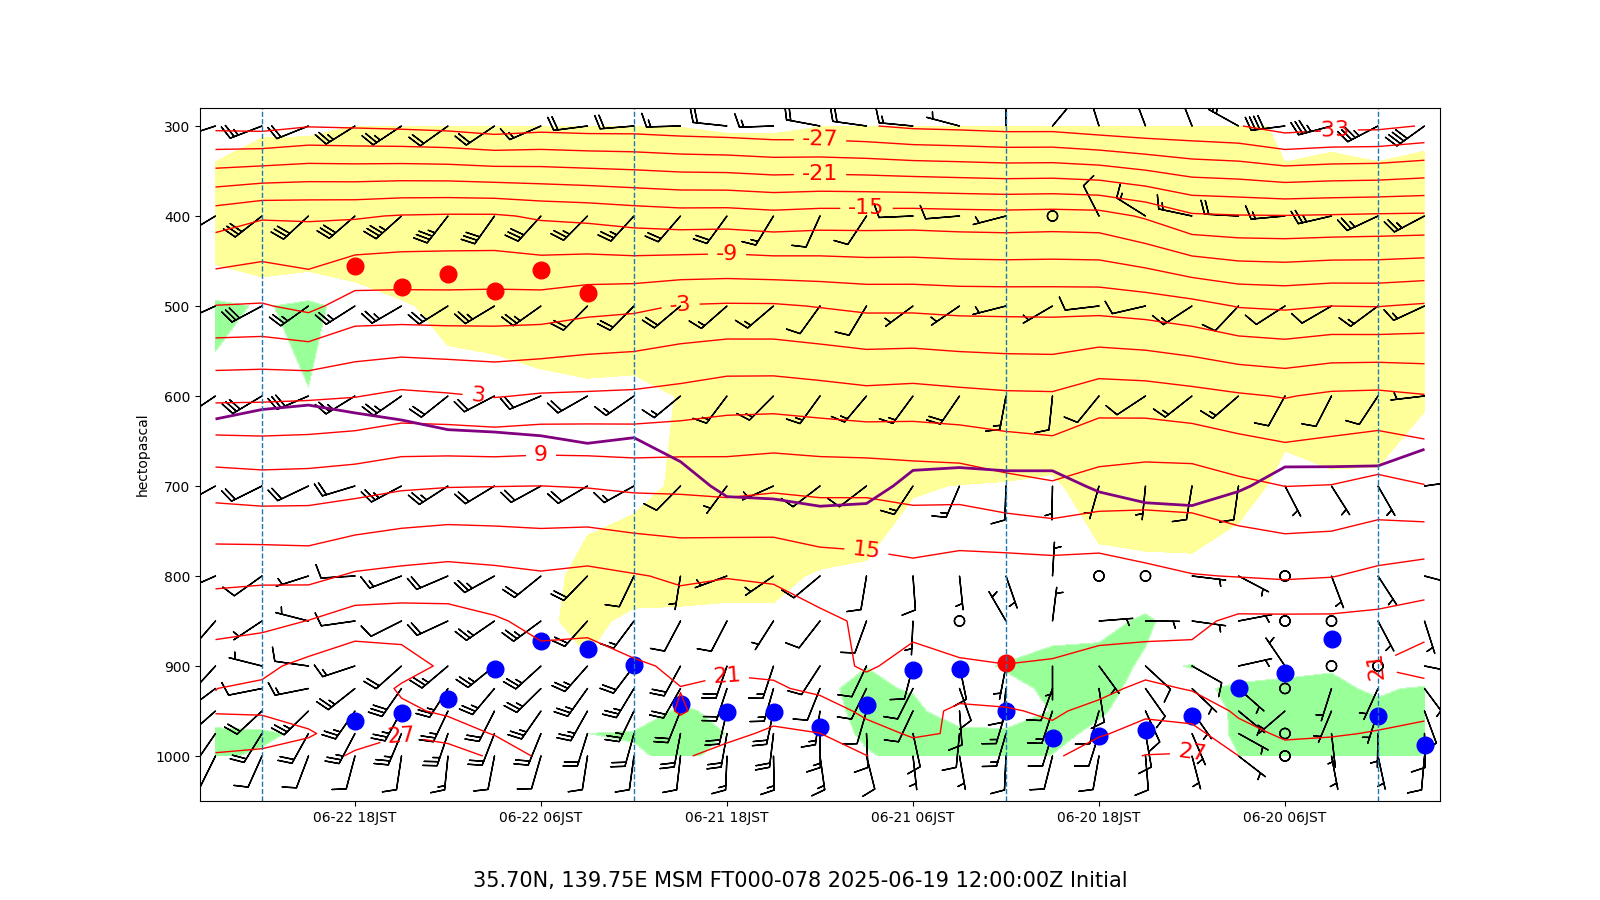 300
400
500
600
700
800
900
1000
hectopascal
-33
-27
-21
-15
-9
-3
3
9
15
21
21
27
27
06-22 18JST
06-22 06JST
06-21 18JST
06-21 06JST
06-20 18JST
06-20 06JST
35.70N, 139.75E MSM FT000-078 2025-06-19 12:00:00Z Initial